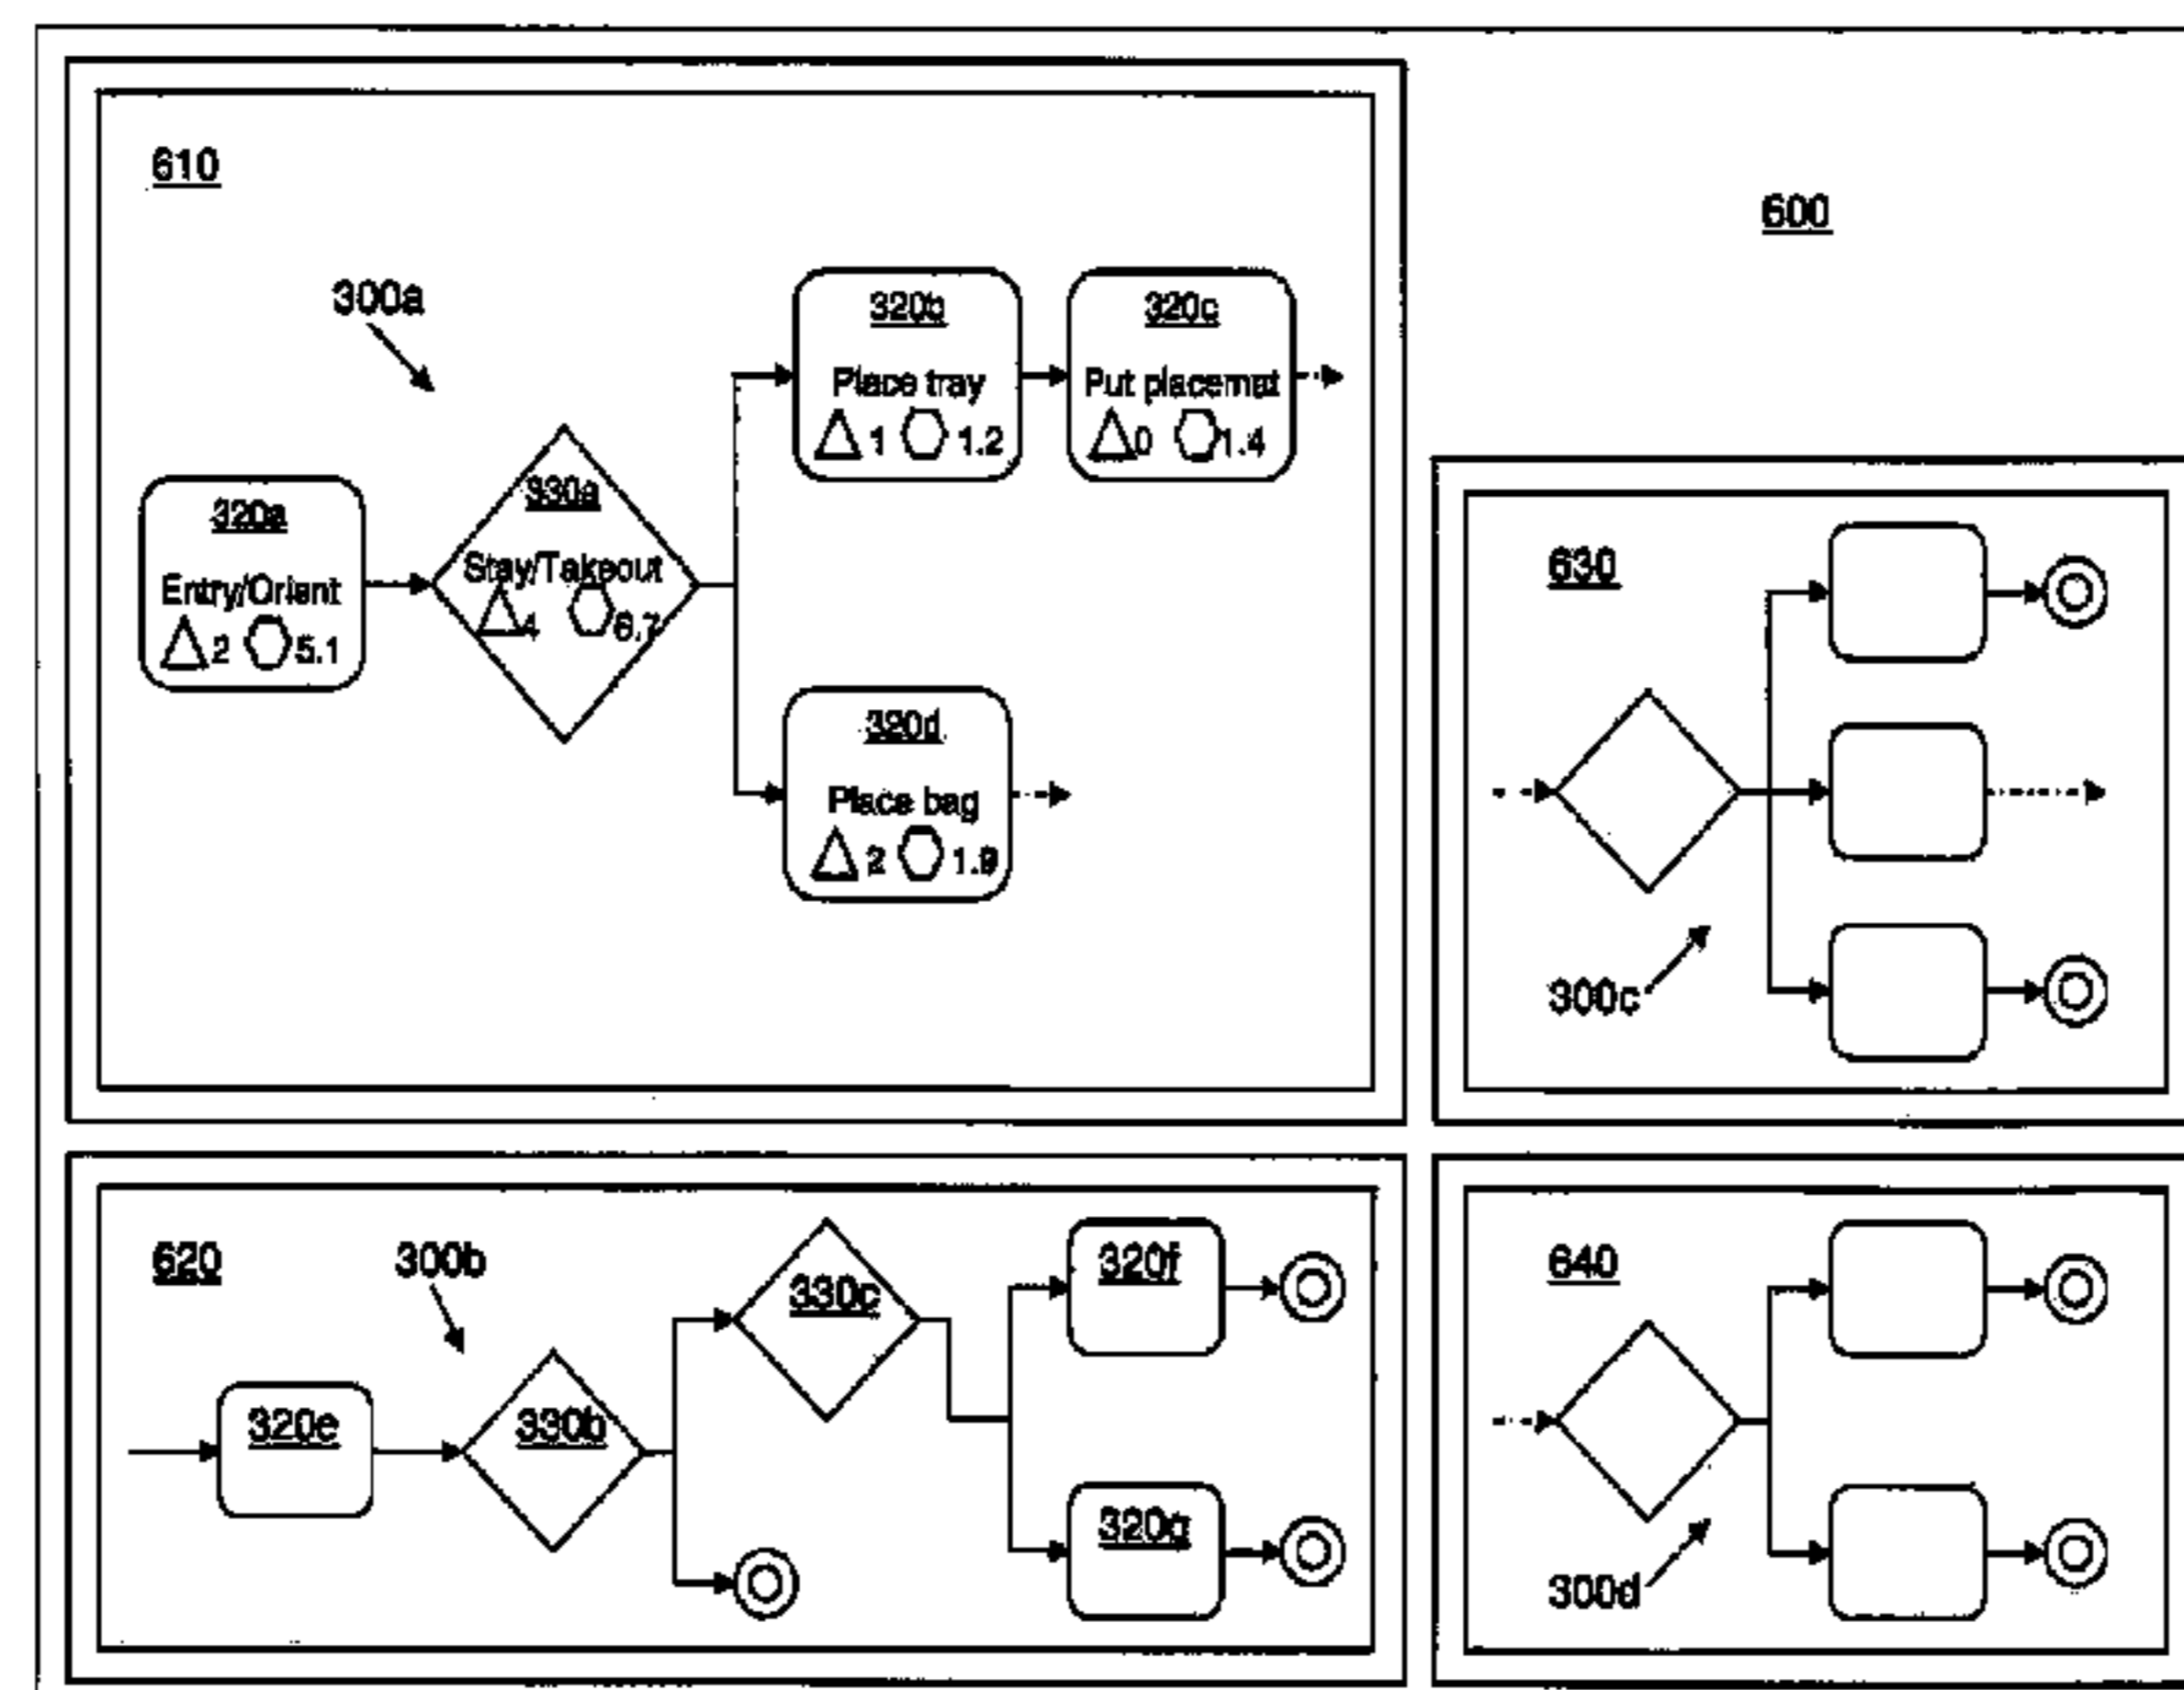 610
600
300a
320a
Entry/Orient
2 5.1
330a
Stay/Takeout
4 6.7
320b
Place tray
1 1.2
320c
Put placemat
0 1.4
320d
Place bag
2 1.9
630
300c
620
300b
320e
330b
330c
320f
320g
640
300d